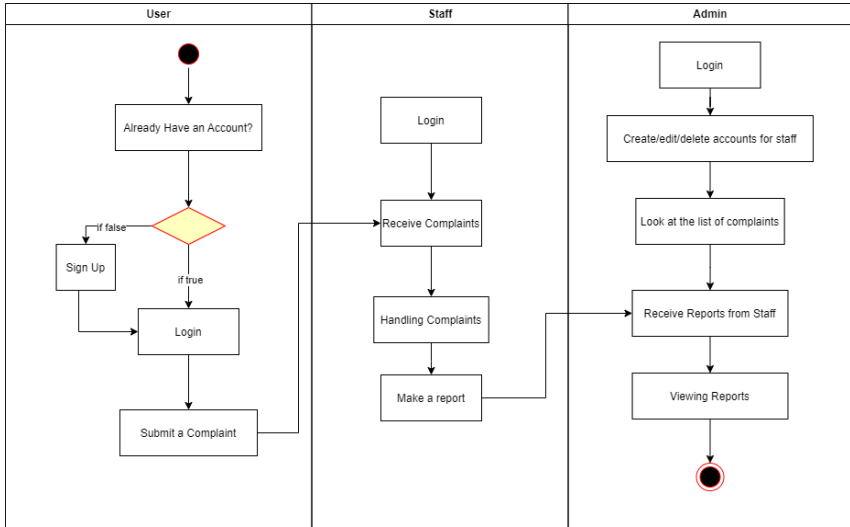 User
Staff
Admin
Already Have an Account?
if false
Sign Up
if true
Login
Submit a Complaint
Login
Receive Complaints
Handling Complaints
Make a report
Login
Create/edit/delete accounts for staff
Look at the list of complaints
Receive Reports from Staff
Viewing Reports